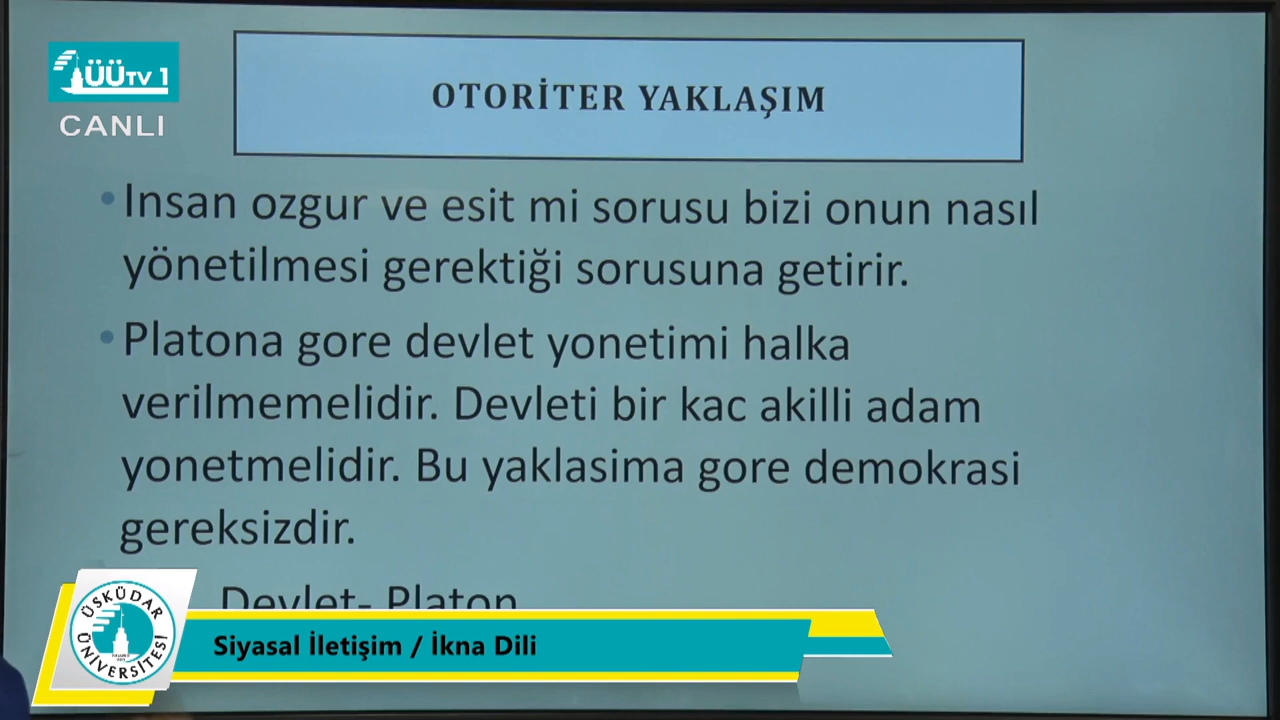 ÜÜTV 1
CANLI
OTORİTER YAKLAŞIM
• Insan ozgur ve esit mi sorusu bizi onun nasıl
yönetilmesi gerektiği sorusuna getirir.
• Platona gore devlet yonetimi halka
verilmemelidir. Devleti bir kac akilli adam
yonetmelidir. Bu yaklasima gore demokrasi
gereksizdir.
Devlet- Platon
ÜSKÜDAR
ÜNİVERSİTESİ
Siyasal İletişim / İkna Dili